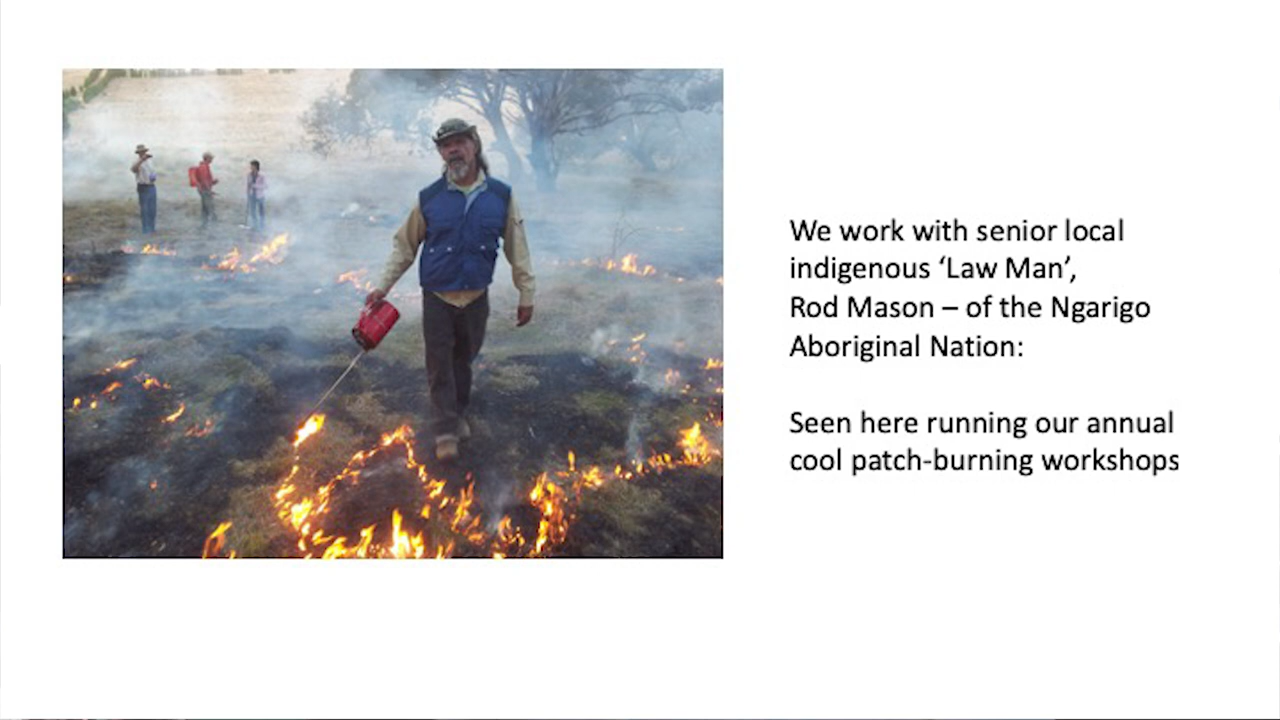 We work with senior local
indigenous ‘Law Man’,
Rod Mason – of the Ngarigo
Aboriginal Nation:
Seen here running our annual
cool patch-burning workshops